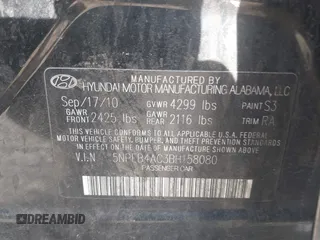 MANUFACTURED BY
HYUNDAI MOTOR MANUFACTURING ALABAMA, LLC
Sep/17/10 GVWR 4299 lbs PAINT S3
GAWR FRONT 2425 lbs GAWR REAR 2116 lbs TRIM RA
THIS VEHICLE CONFORMS TO ALL APPLICABLE U.S. FEDERAL
MOTOR VEHICLE SAFETY, BUMPER, AND THEFT PREVENTION
STANDARDS IN EFFECT ON THE DATE OF MANUFACTURE
SHOWN ABOVE.
V.I.N 5NPEB4AC3BH158080
PASSENGER CAR
DREAMBID